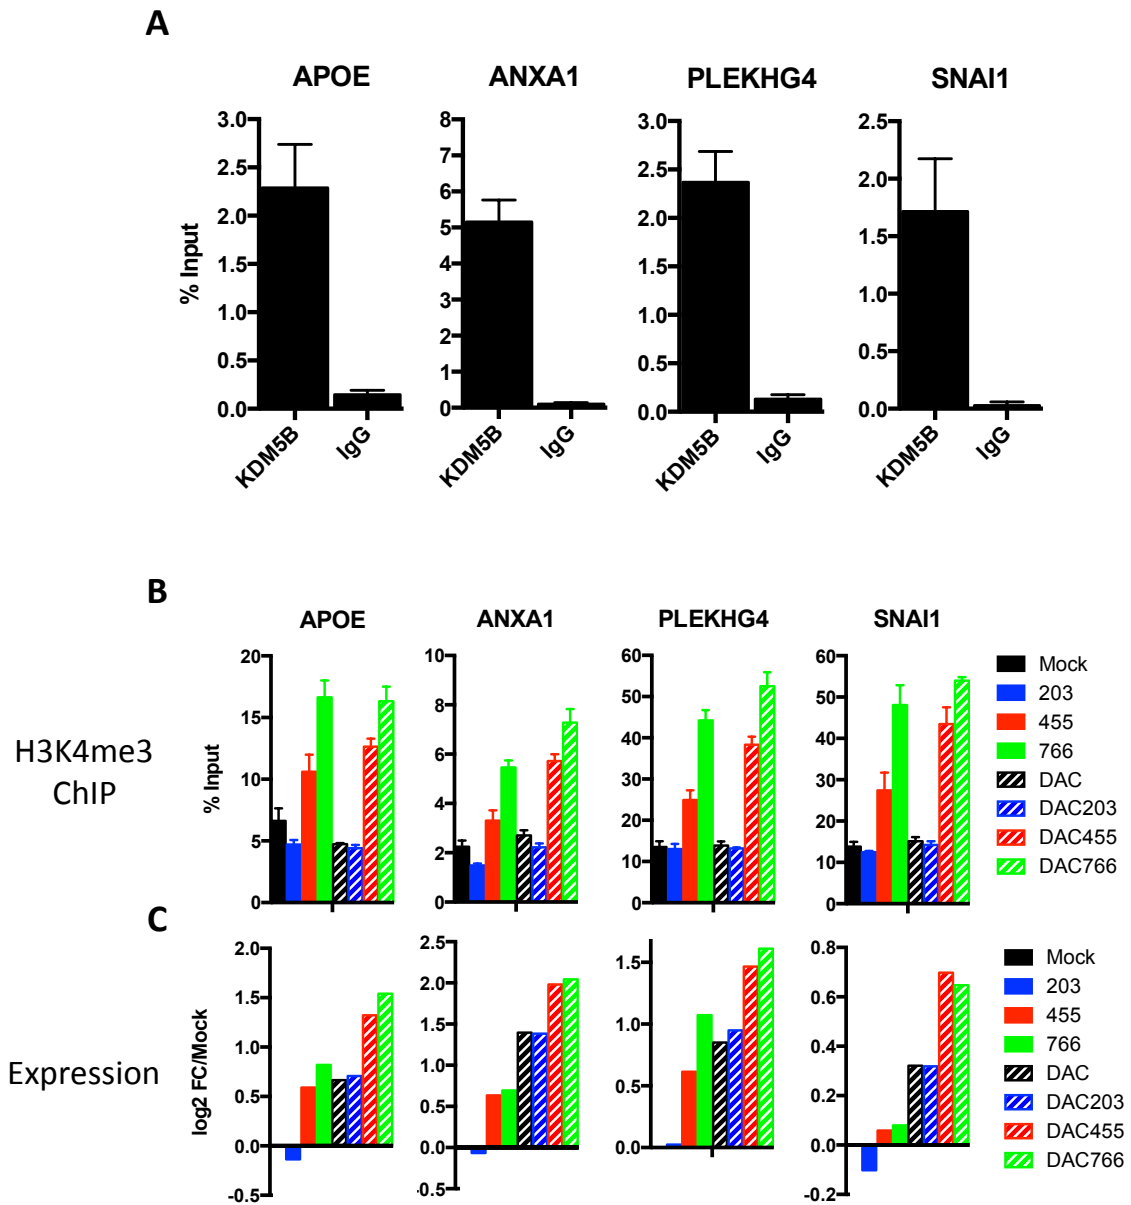 A
APOE
ANXA1
PLEKHG4
SNAI1
% Input
3.0
2.5
2.0
1.5
1.0
0.5
0.0
KDM5B
IgG
8
7
6
5
4
3
2
1
0
KDM5B
IgG
3.0
2.5
2.0
1.5
1.0
0.5
0.0
KDM5B
IgG
2.5
2.0
1.5
1.0
0.5
0.0
KDM5B
IgG
B
H3K4me3
ChIP
APOE
ANXA1
PLEKHG4
SNAI1
% Input
20
15
10
5
0
10
8
6
4
2
0
60
50
40
30
20
10
0
60
50
40
30
20
10
0
Mock
203
455
766
DAC
DAC203
DAC455
DAC766
C
Expression
log2 FC/Mock
2.0
1.5
1.0
0.5
0.0
-0.5
2.5
2.0
1.5
1.0
0.5
0.0
-0.5
1.5
1.0
0.5
0.0
0.8
0.6
0.4
0.2
0.0
-0.2
Mock
203
455
766
DAC
DAC203
DAC455
DAC766